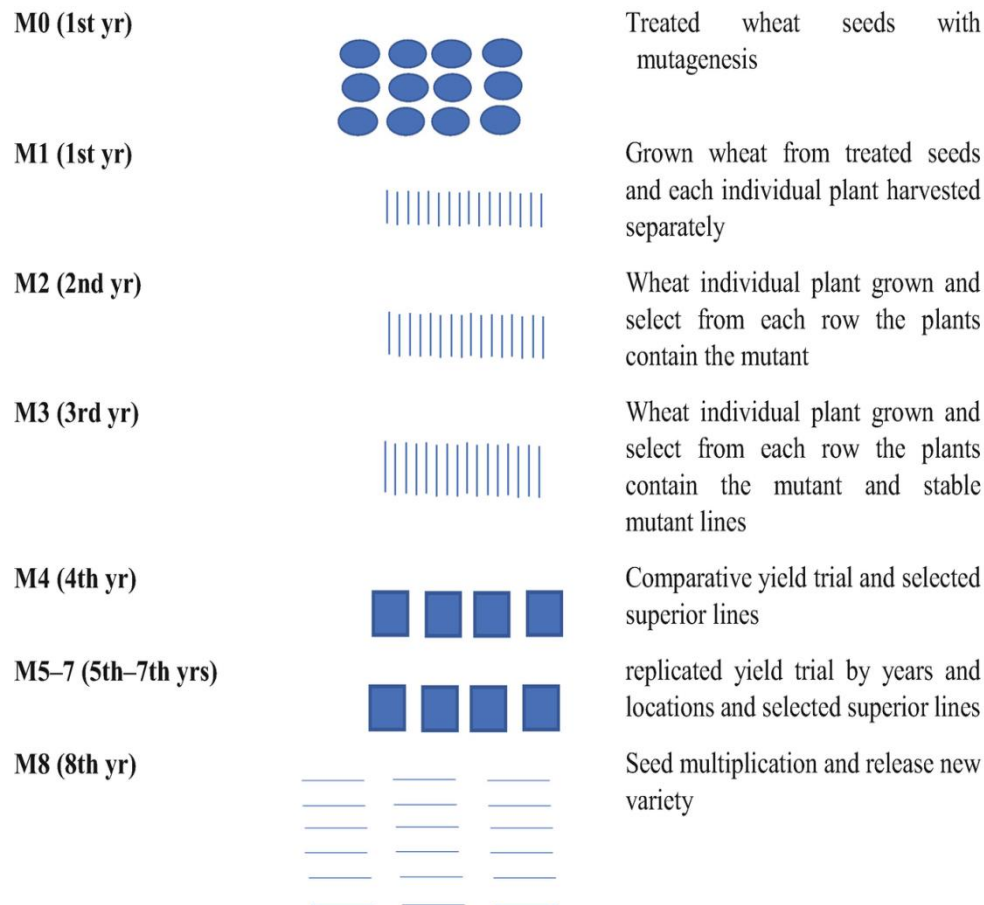 M0 (1st yr)
Treated wheat seeds with
mutagenesis
M1 (1st yr)
Grown wheat from treated seeds
and each individual plant harvested
separately
M2 (2nd yr)
Wheat individual plant grown and
select from each row the plants
contain the mutant
M3 (3rd yr)
Wheat individual plant grown and
select from each row the plants
contain the mutant and stable
mutant lines
M4 (4th yr)
Comparative yield trial and selected
superior lines
M5–7 (5th–7th yrs)
replicated yield trial by years and
locations and selected superior lines
M8 (8th yr)
Seed multiplication and release new
variety